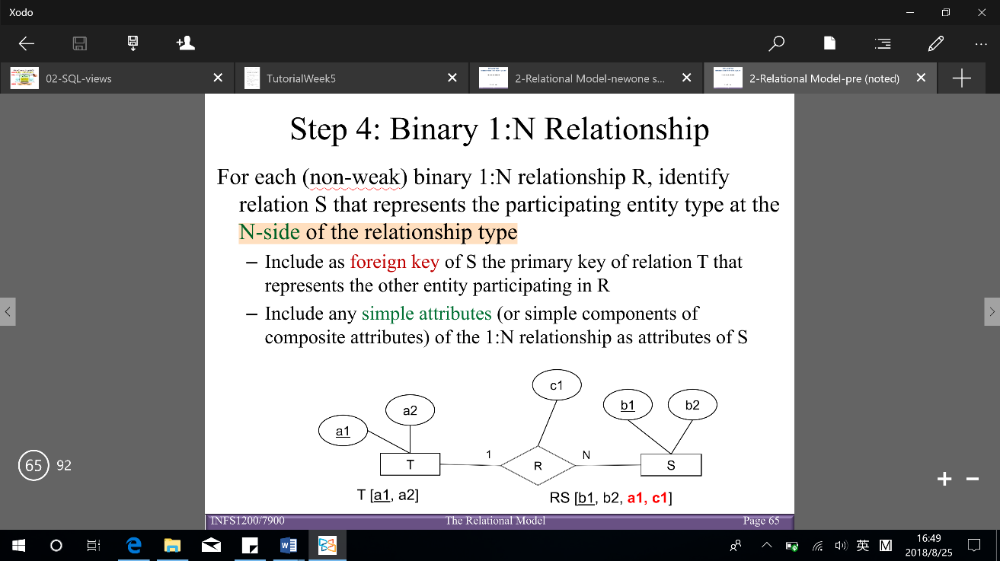 Xodo
02-SQL-views
TutorialWeek5
2-Relational Model-newone s...
2-Relational Model-pre (noted)
Step 4: Binary 1:N Relationship
For each (non-weak) binary 1:N relationship R, identify
relation S that represents the participating entity type at the
N-side of the relationship type
– Include as foreign key of S the primary key of relation T that
represents the other entity participating in R
– Include any simple attributes (or simple components of
composite attributes) of the 1:N relationship as attributes of S
c1
a2
b1
b2
a1
65 92
1
N
T
R
S
T [a1, a2]
RS [b1, b2, a1, c1]
INFS1200/7900
The Relational Model
Page 65
英
M
16:49
2018/8/25